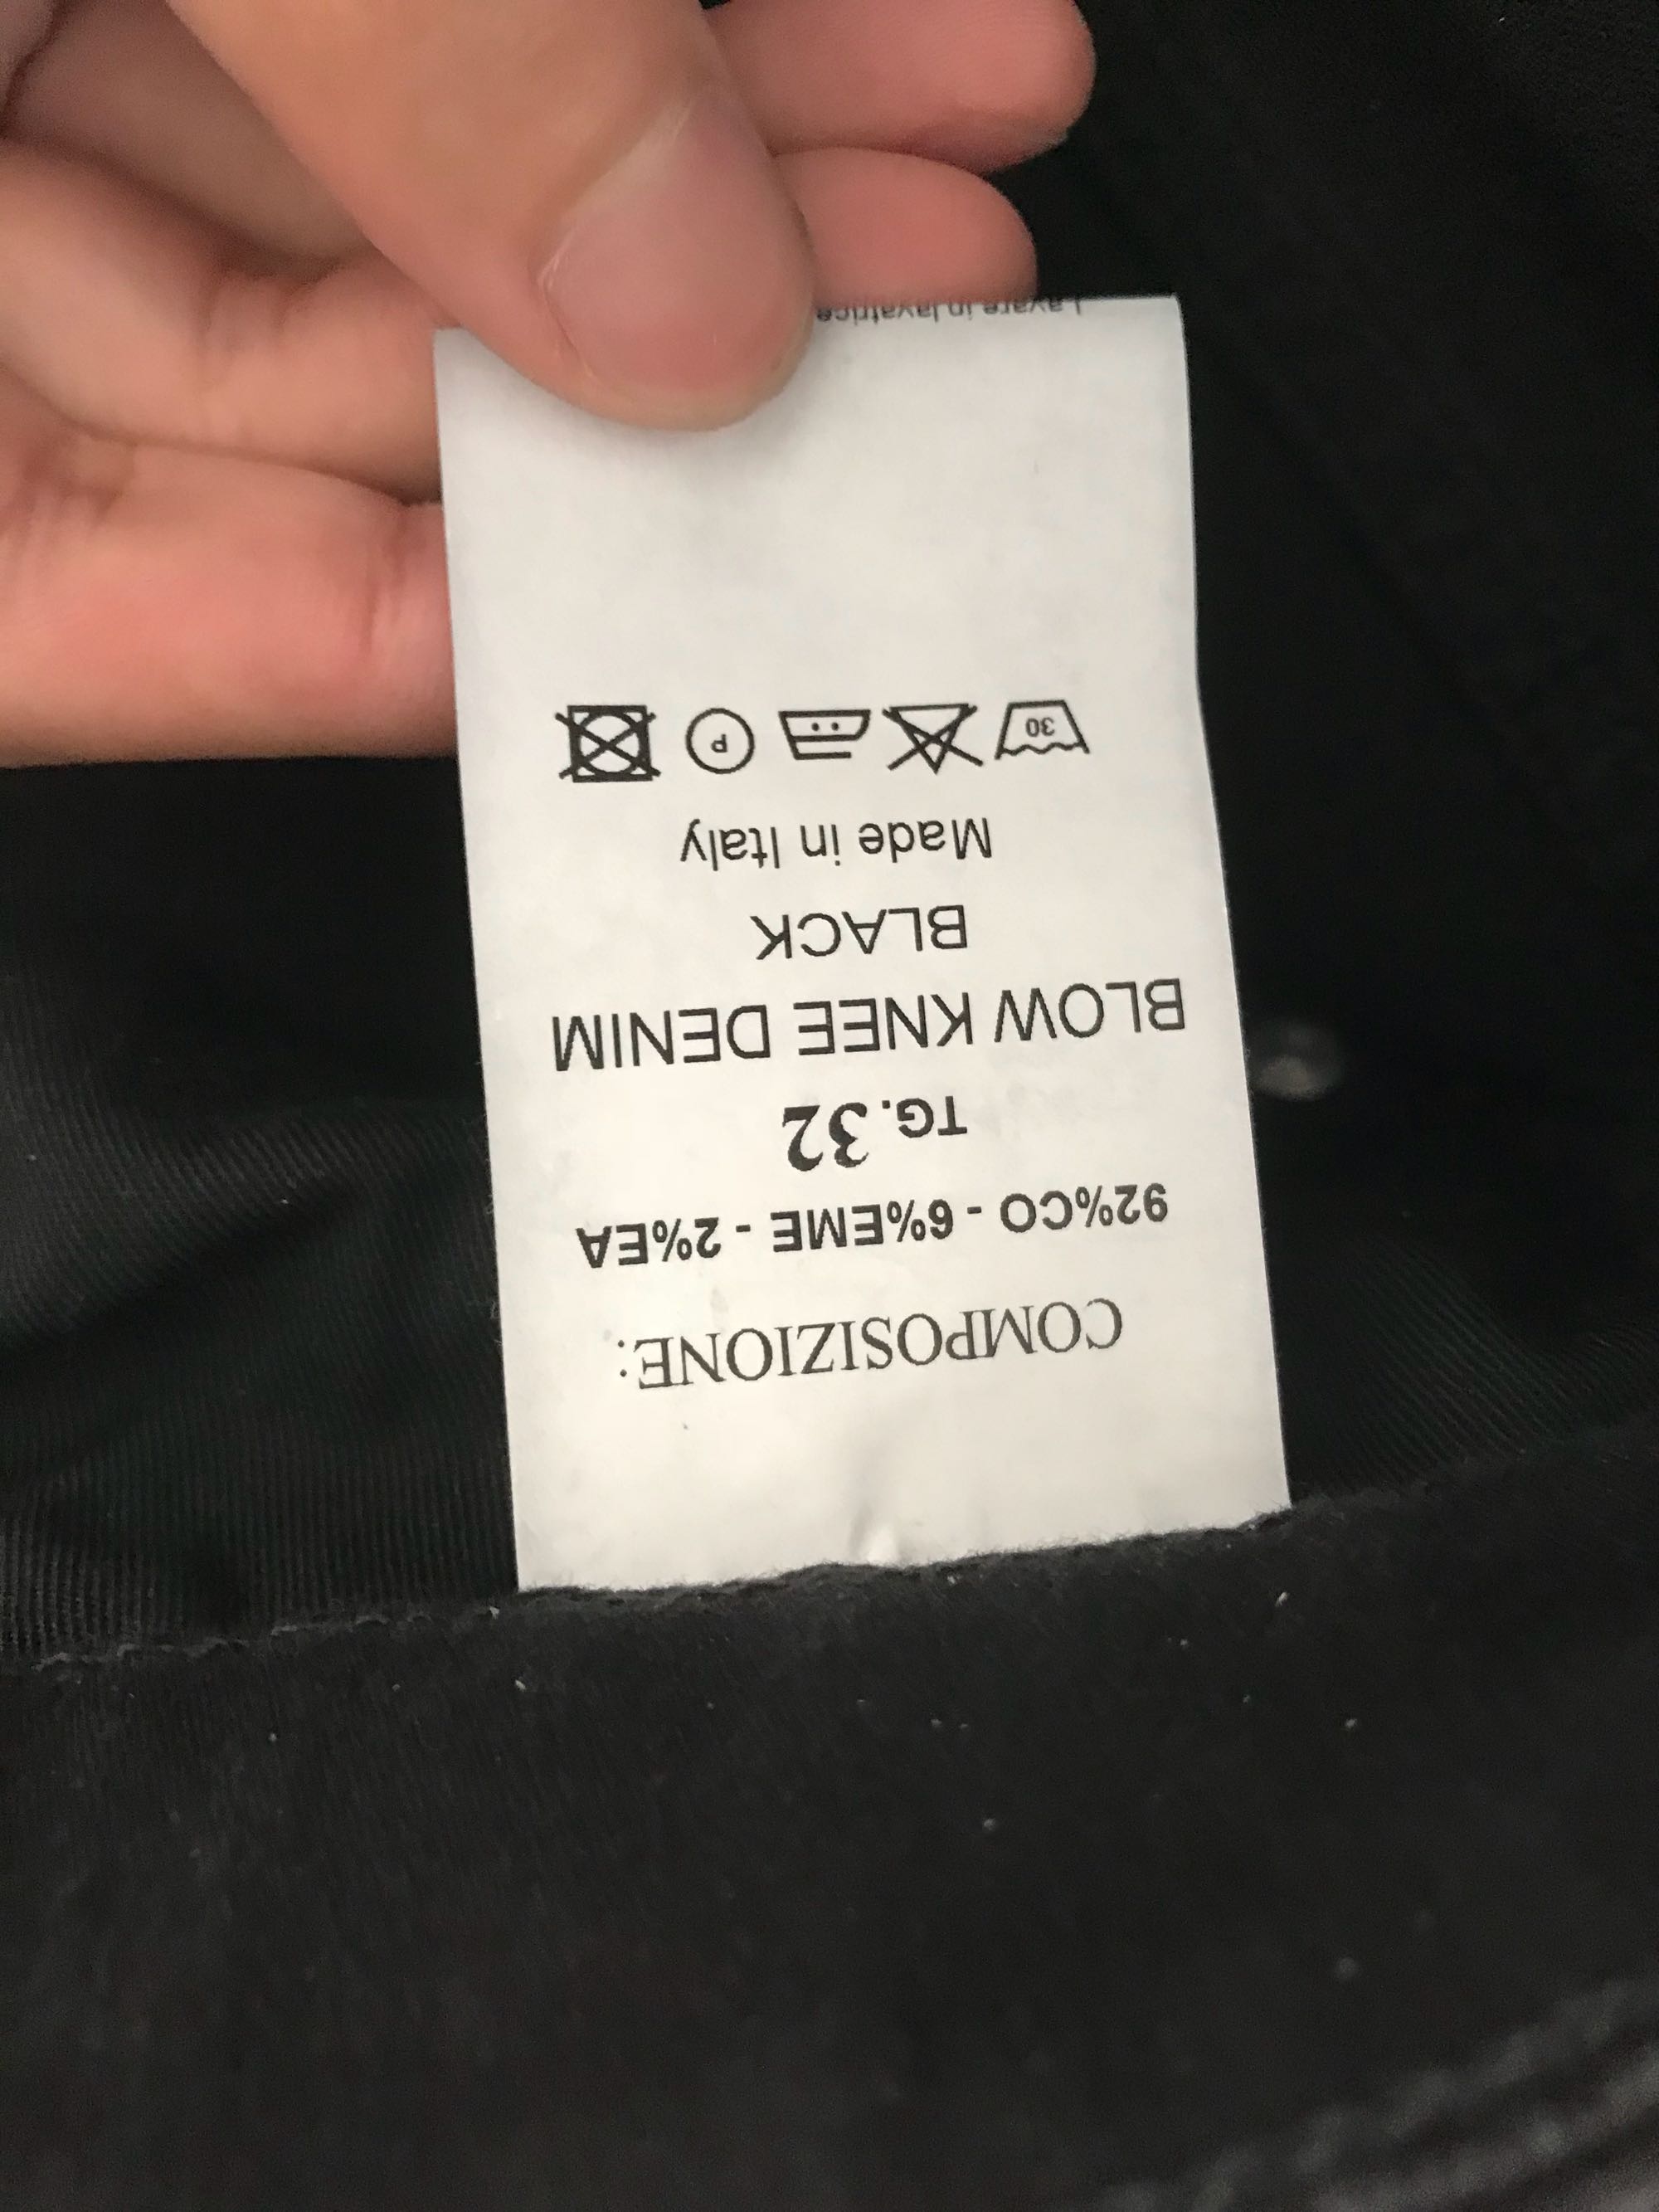 COMPOSIZIONE:
92%CO - 6%EME - 2%EA
TG.32
BLOW KNEE DENIM
BLACK
Made in Italy
30 P
Lavare in lavatrice